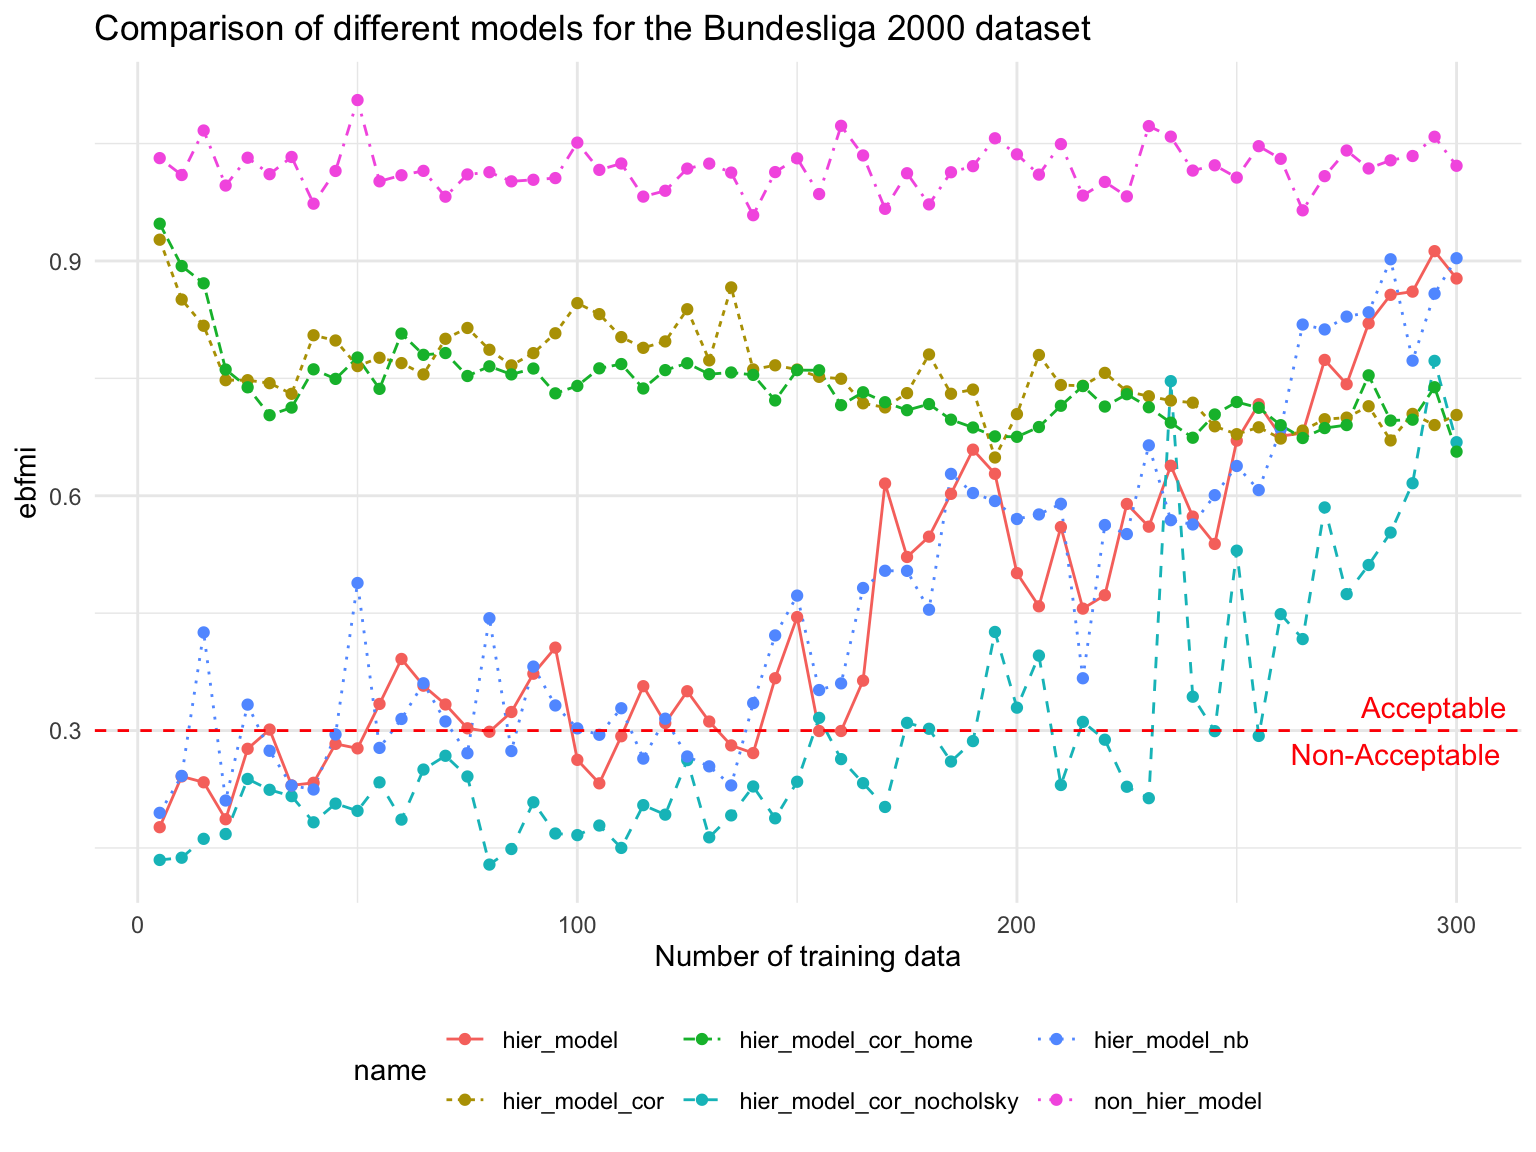 Comparison of different models for the Bundesliga 2000 dataset
ebfmi
0.9
0.6
0.3
Acceptable
Non-Acceptable
0
100
200
300
Number of training data
name
hier_model
hier_model_cor_home
hier_model_nb
hier_model_cor
hier_model_cor_nocholsky
non_hier_model